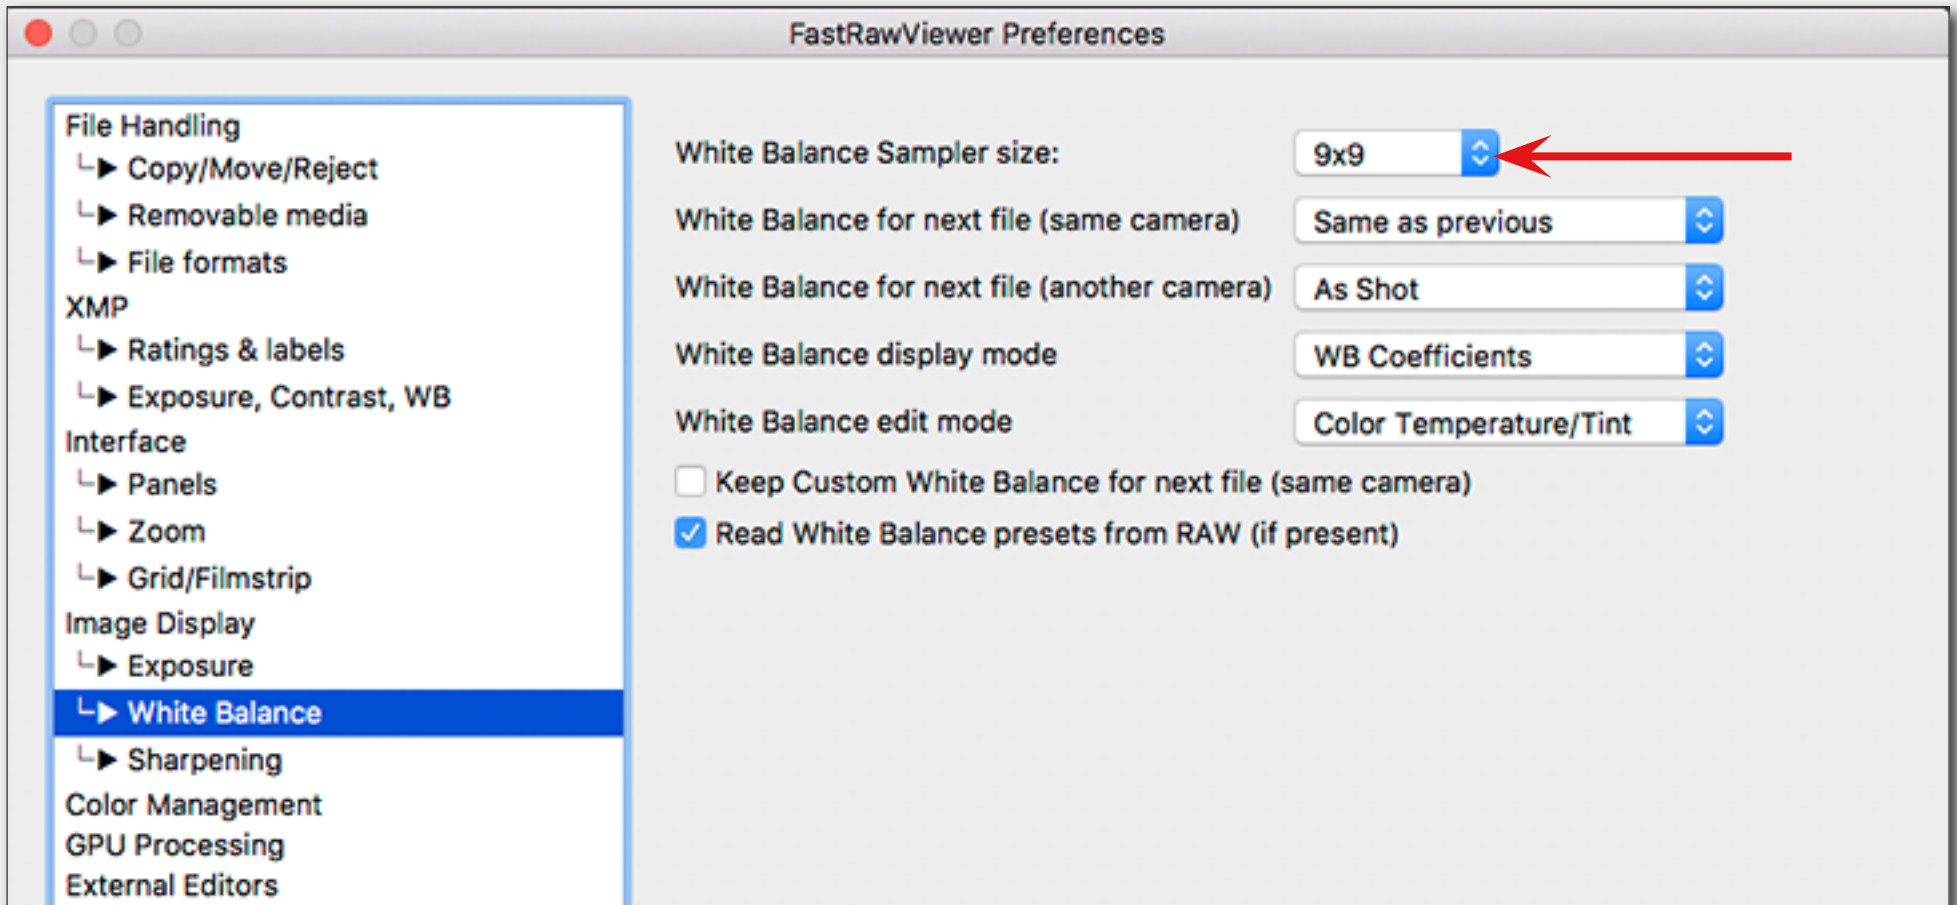 FastRawViewer Preferences
File Handling
Copy/Move/Reject
Removable media
File formats
XMP
Ratings & labels
Exposure, Contrast, WB
Interface
Panels
Zoom
Grid/Filmstrip
Image Display
Exposure
White Balance
Sharpening
Color Management
GPU Processing
External Editors
White Balance Sampler size: 9x9
White Balance for next file (same camera) Same as previous
White Balance for next file (another camera) As Shot
White Balance display mode WB Coefficients
White Balance edit mode Color Temperature/Tint
Keep Custom White Balance for next file (same camera)
Read White Balance presets from RAW (if present)